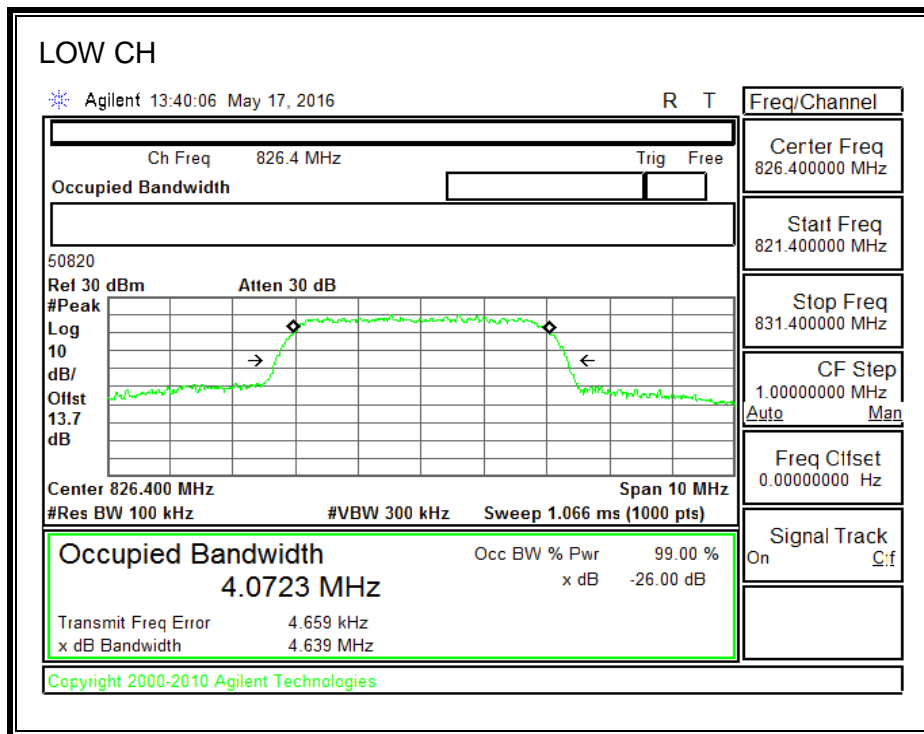 LOW CH
Agilent 13:40:06 May 17, 2016 R T
Freq/Channel
Ch Freq 826.4 MHz Trig Free
Occupied Bandwidth
Center Freq
826.400000 MHz
Start Freq
821.400000 MHz
Stop Freq
831.400000 MHz
CF Step
1.00000000 MHz
Auto Man
Freq Offset
0.00000000 Hz
Signal Track
On Off
50820
Ref 30 dBm Atten 30 dB
#Peak
Log
10
dB/
Offst
13.7
dB
Center 826.400 MHz Span 10 MHz
#Res BW 100 kHz #VBW 300 kHz Sweep 1.066 ms (1000 pts)
Occupied Bandwidth
4.0723 MHz
Occ BW % Pwr 99.00 %
x dB -26.00 dB
Transmit Freq Error 4.659 kHz
x dB Bandwidth 4.639 MHz
Copyright 2000-2010 Agilent Technologies